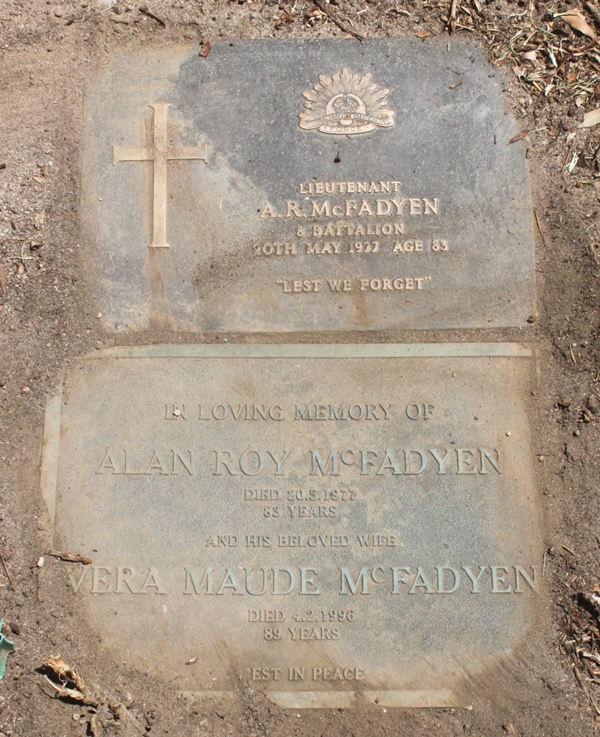 LIEUTENANT
A. R. McFADYEN
8 BATTALION
20TH MAY 1977 AGE 83
"LEST WE FORGET"
IN LOVING MEMORY OF
ALAN ROY McFADYEN
DIED 20.5.1977
83 YEARS
AND HIS BELOVED WIFE
VERA MAUDE McFADYEN
DIED 4.2.1996
89 YEARS
REST IN PEACE